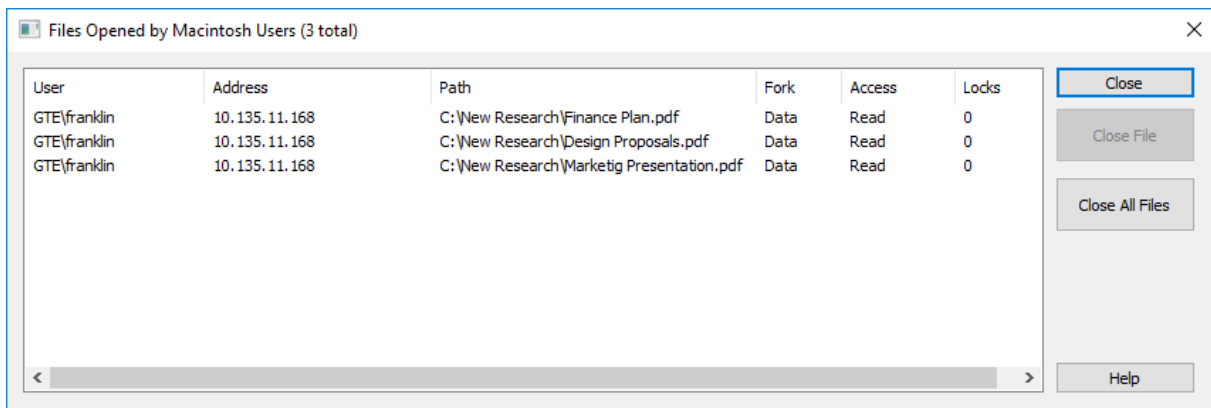 Files Opened by Macintosh Users (3 total)
User Address Path Fork Access Locks
GTE\franklin 10.135.11.168 C:\New Research\Finance Plan.pdf Data Read 0
GTE\franklin 10.135.11.168 C:\New Research\Design Proposals.pdf Data Read 0
GTE\franklin 10.135.11.168 C:\New Research\Marketig Presentation.pdf Data Read 0
Close
Close File
Close All Files
Help